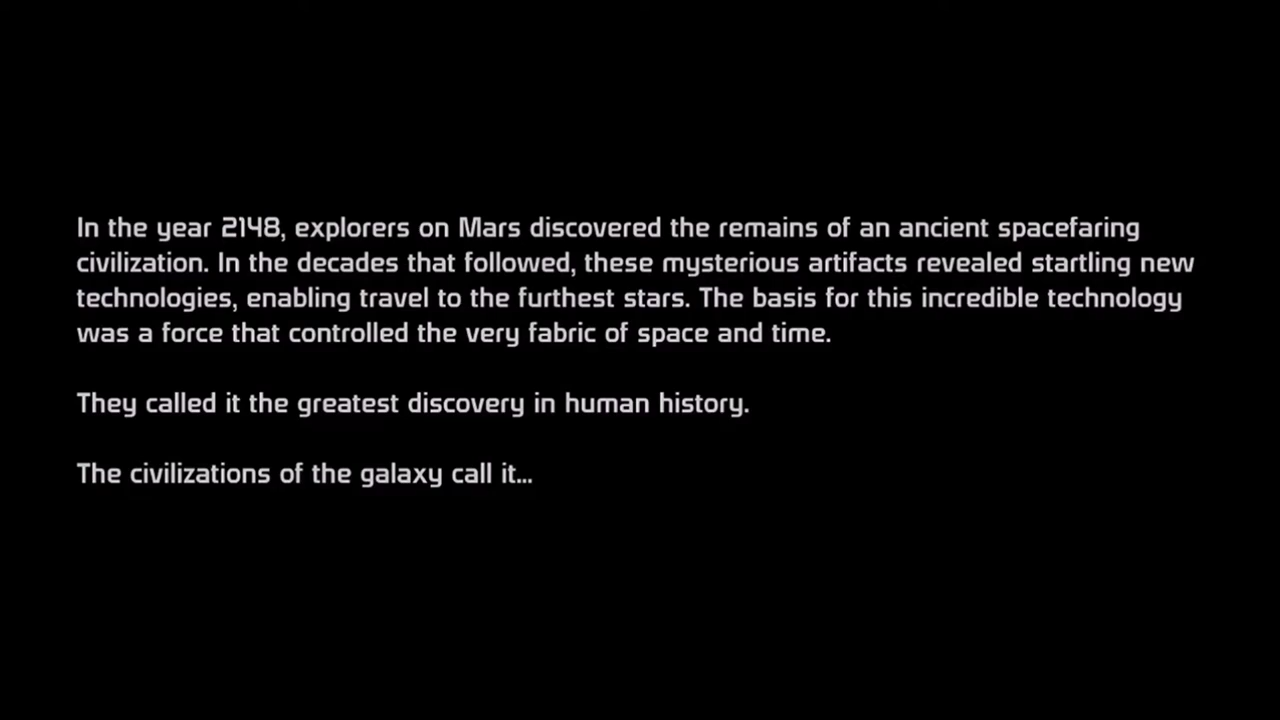 In the year 2148, explorers on Mars discovered the remains of an ancient spacefaring
civilization. In the decades that followed, these mysterious artifacts revealed startling new
technologies, enabling travel to the furthest stars. The basis for this incredible technology
was a force that controlled the very fabric of space and time.
They called it the greatest discovery in human history.
The civilizations of the galaxy call it...